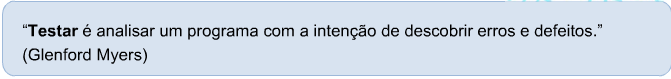 “Testar é analisar um programa com a intenção de descobrir erros e defeitos.”
(Glenford Myers)